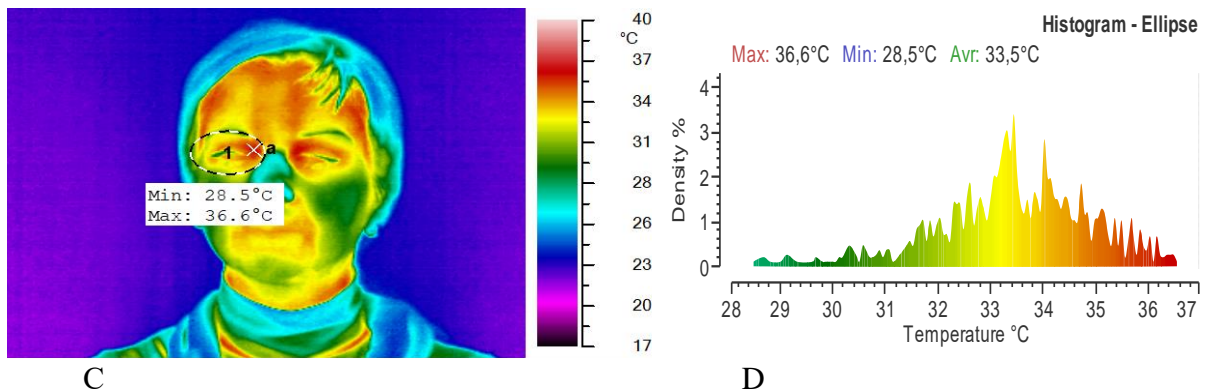 40
°C
37
34
31
28
26
23
20
17
1
a
Min: 28.5°C
Max: 36.6°C
C
Histogram - Ellipse
Max: 36,6°C Min: 28,5°C Avr: 33,5°C
Density %
4
3
2
1
0
28 29 30 31 32 33 34 35 36 37
Temperature °C
D